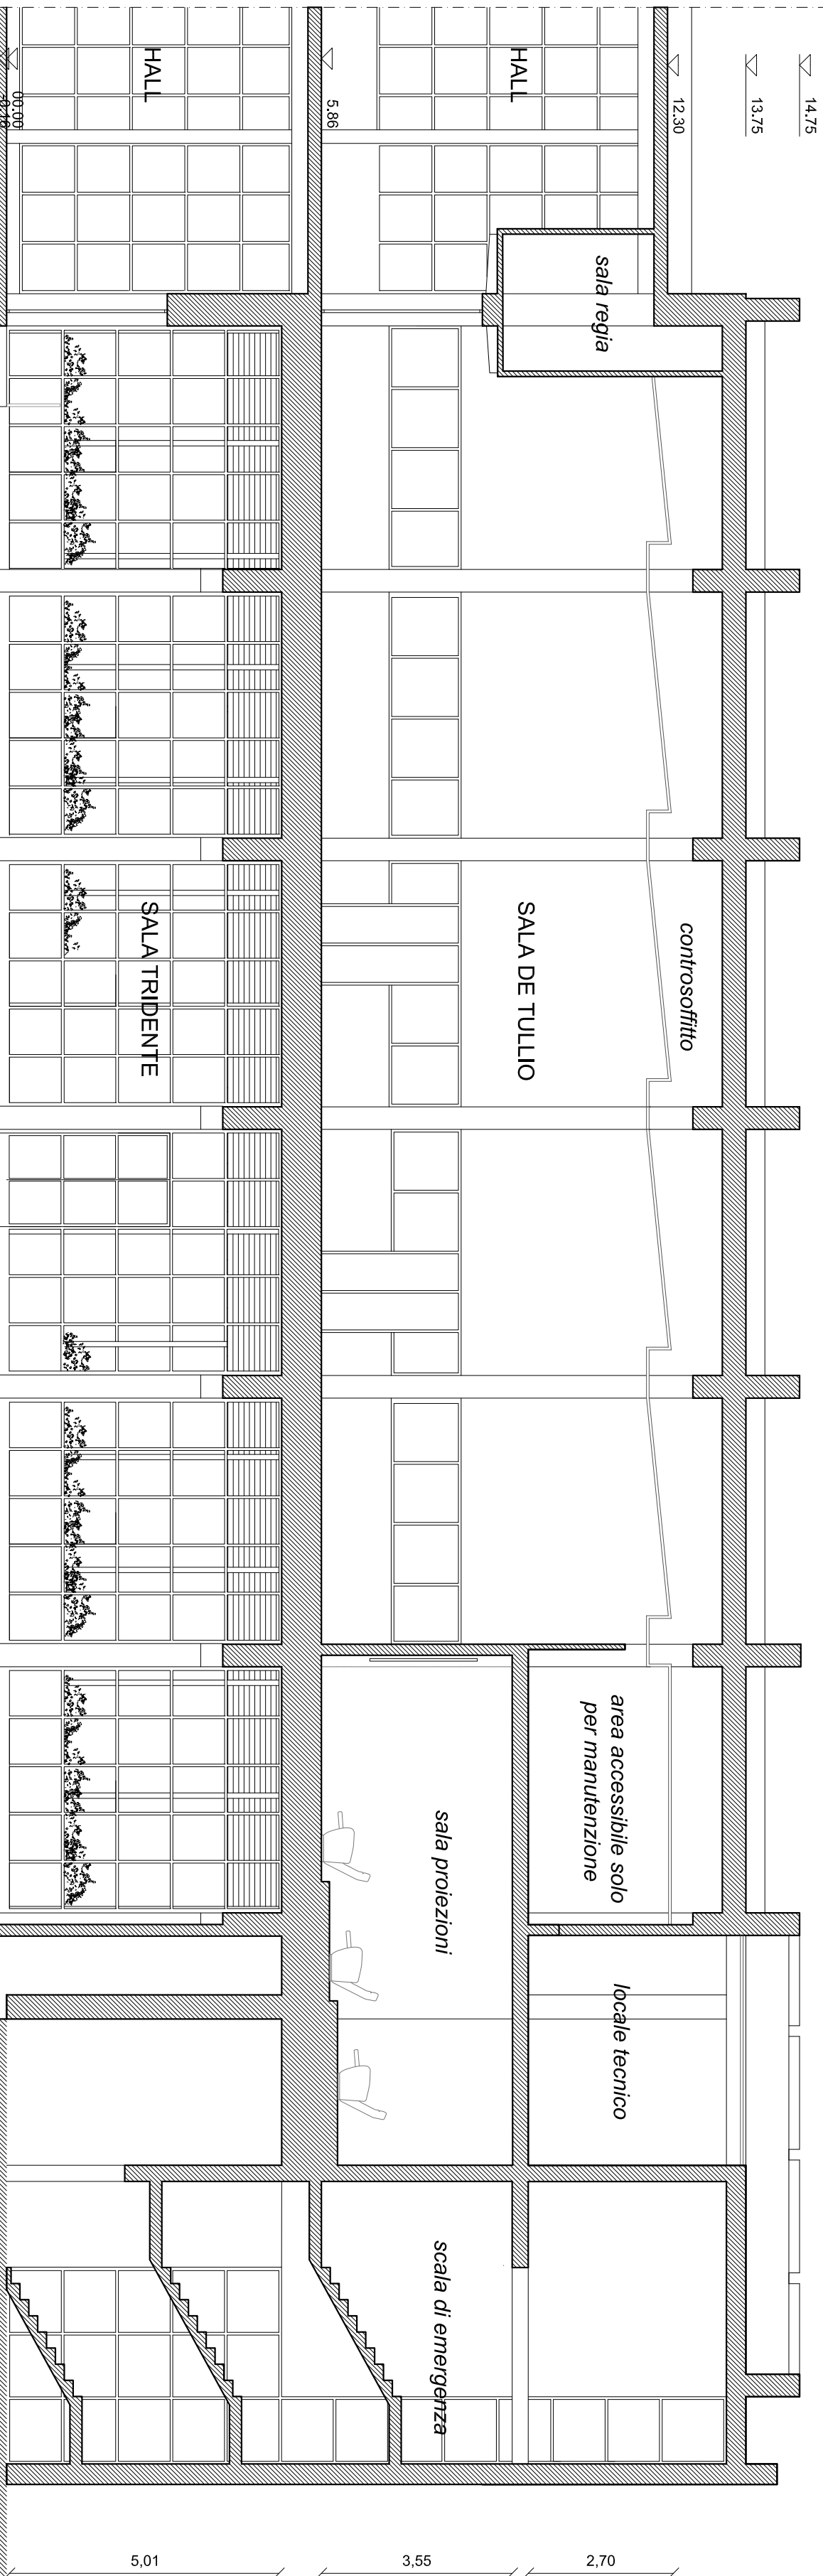 14.75
13.75
12.30
5.86
00.00
-0.16
HALL
HALL
sala regia
controsoffitto
SALA DE TULLIO
SALA TRIDENTE
area accessibile solo
per manutenzione
sala proiezioni
locale tecnico
scala di emergenza
5,01
3,55
2,70